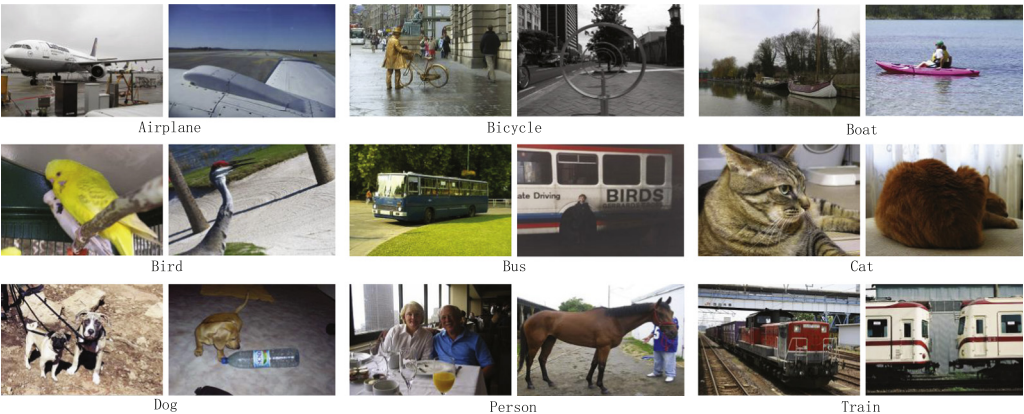 Airplane
Bicycle
Boat
ate Driving
BIRDS
Bird
Bus
Cat
Dog
Person
Train